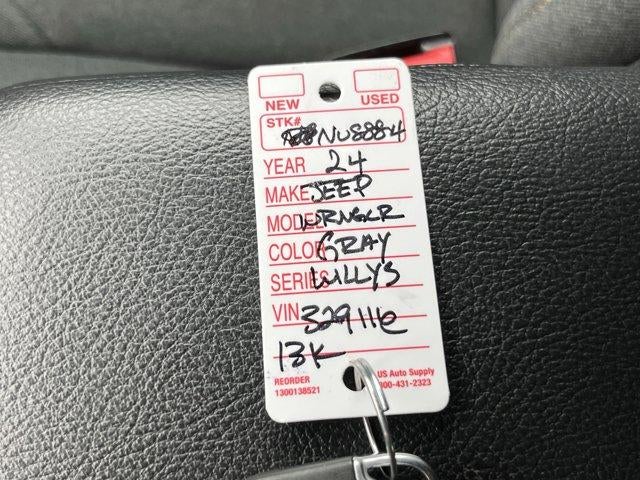 NEW USED
STK# NU8884
YEAR 24
MAKE JEEP
MODEL WRNGLR
COLOR GRAY
SERIES WILLYS
VIN 329116
13K
REORDER
1300138521
US Auto Supply
800-431-2323